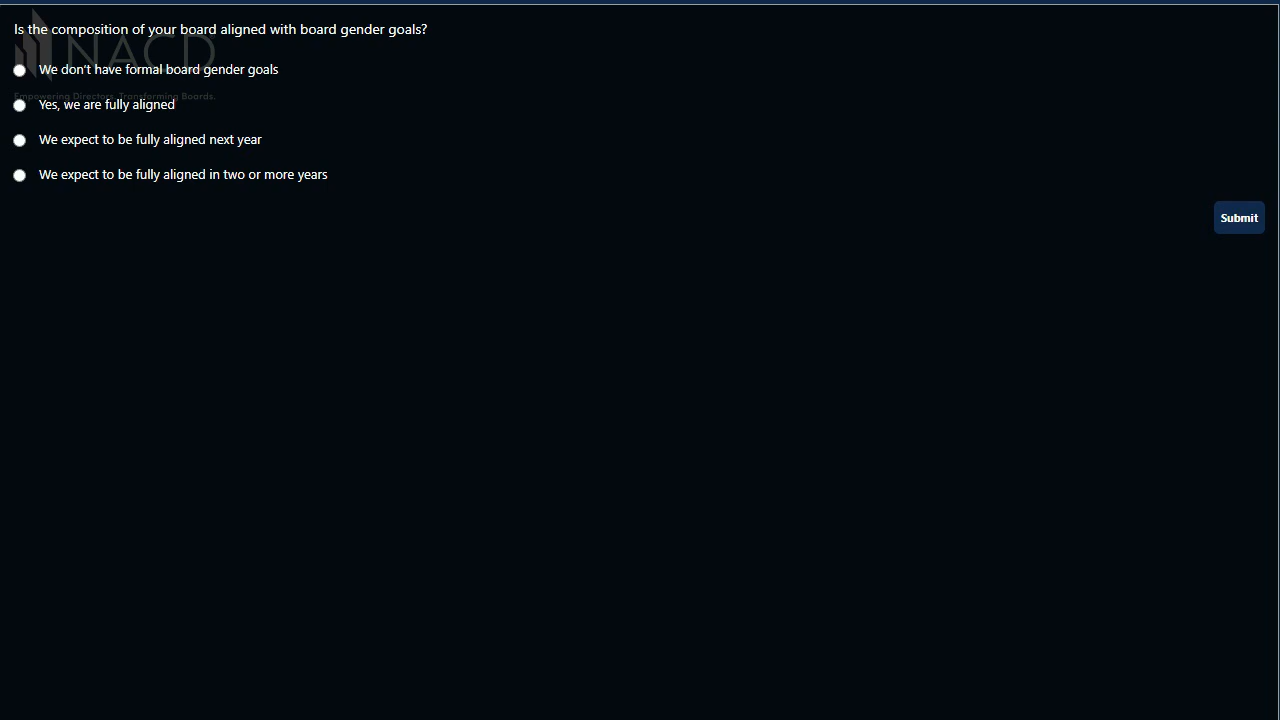 Is the composition of your board aligned with board gender goals?
NACD
We don't have formal board gender goals
Empowering Directors. Transforming Boards.
Yes, we are fully aligned
We expect to be fully aligned next year
We expect to be fully aligned in two or more years
Submit